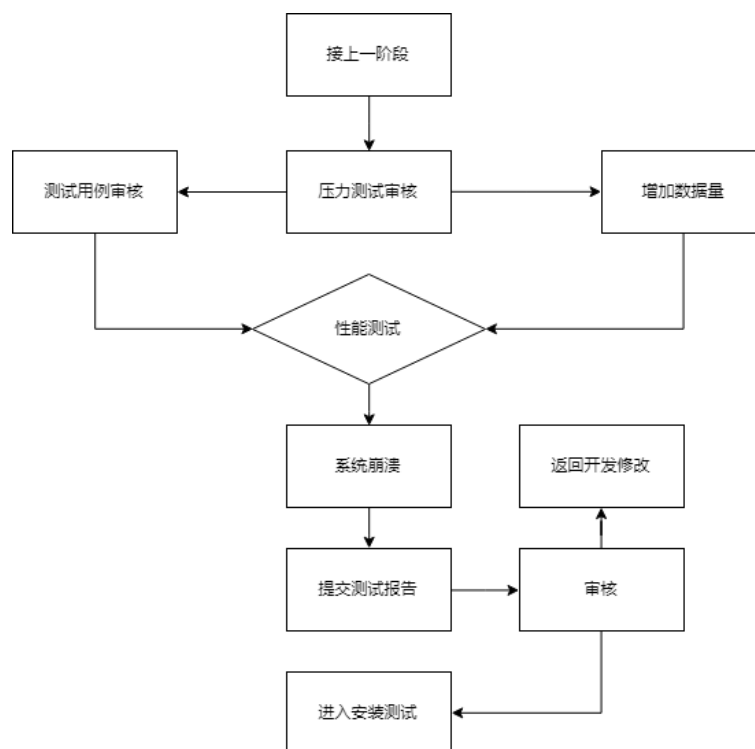 接上一阶段
测试用例审核
压力测试审核
增加数据量
性能测试
系统崩溃
返回开发修改
提交测试报告
审核
进入安装测试